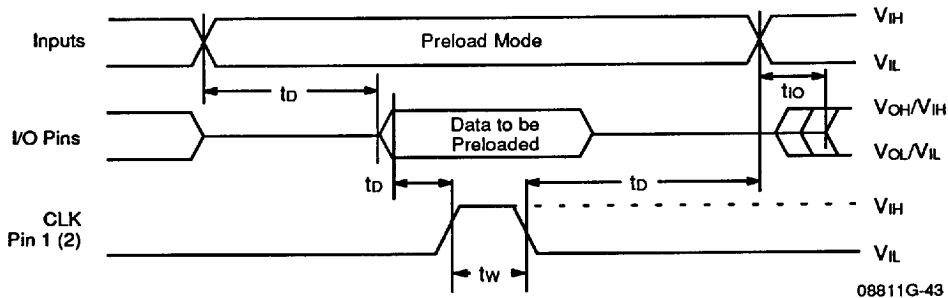 Inputs
Preload Mode
VIH
VIL
tD
tIO
I/O Pins
Data to be
Preloaded
VOH/VIH
VOL/VIL
tD
tD
CLK
Pin 1 (2)
VIH
tW
VIL
08811G-43